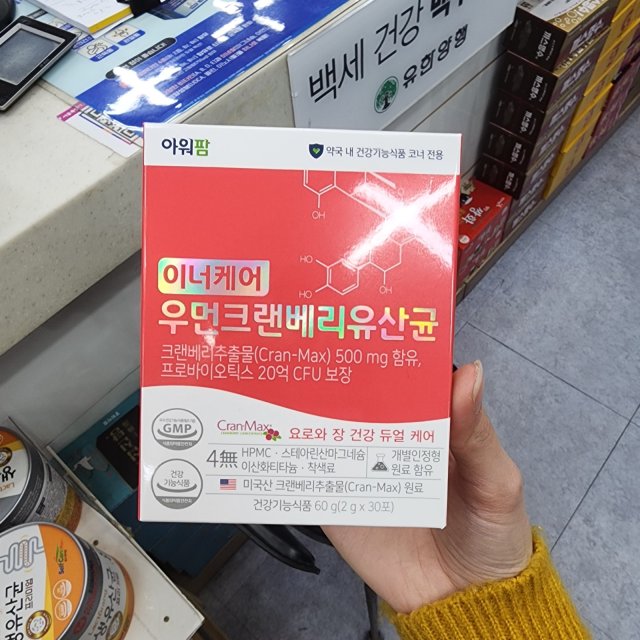 백세 건강
유한양행
아워팜
약국 내 건강기능식품 코너 전용
OH
HO
HO
OH
이너케어
우먼크랜베리유산균
크랜베리추출물(Cran-Max) 500 mg 함유,
프로바이오틱스 20억 CFU 보장
GMP
CranMax
요로와 장 건강 듀얼 케어
4無
HPMC · 스테아린산마그네슘
이산화티타늄 · 착색료
개별인정형
원료 함유
건강
기능식품
미국산 크랜베리추출물(Cran-Max) 원료
건강기능식품 60 g(2 g x 30포)